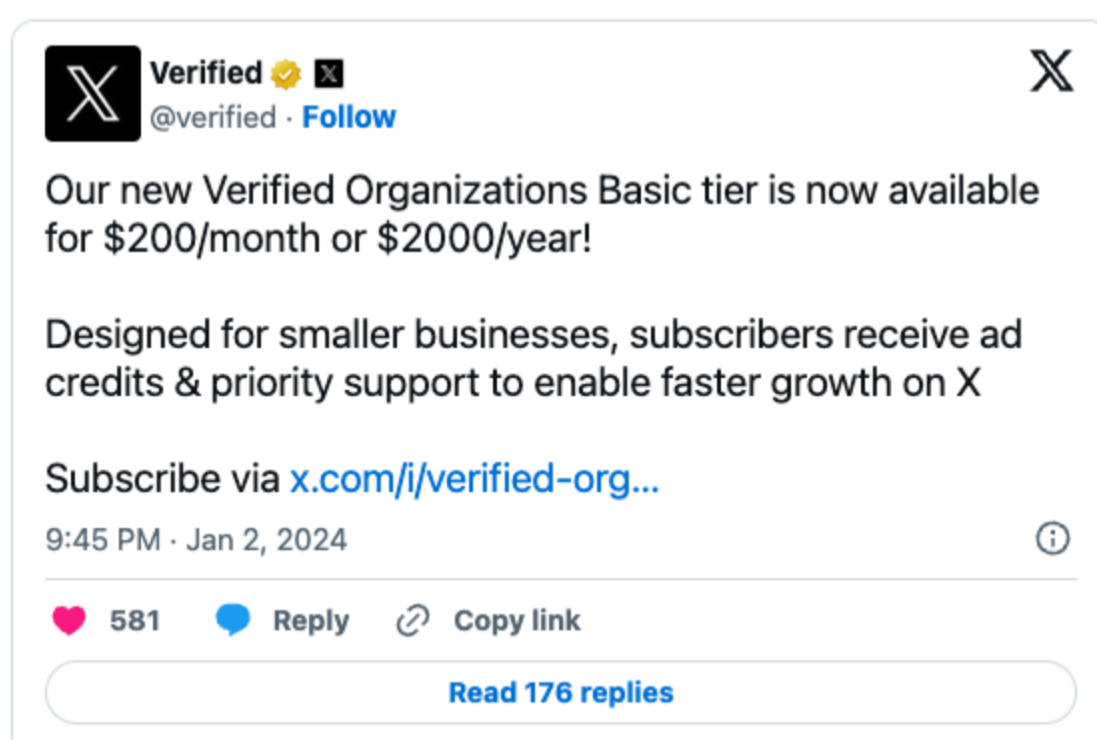 Verified
@verified · Follow
Our new Verified Organizations Basic tier is now available
for $200/month or $2000/year!
Designed for smaller businesses, subscribers receive ad
credits & priority support to enable faster growth on X
Subscribe via x.com/i/verified-org...
9:45 PM · Jan 2, 2024
581 Reply Copy link
Read 176 replies